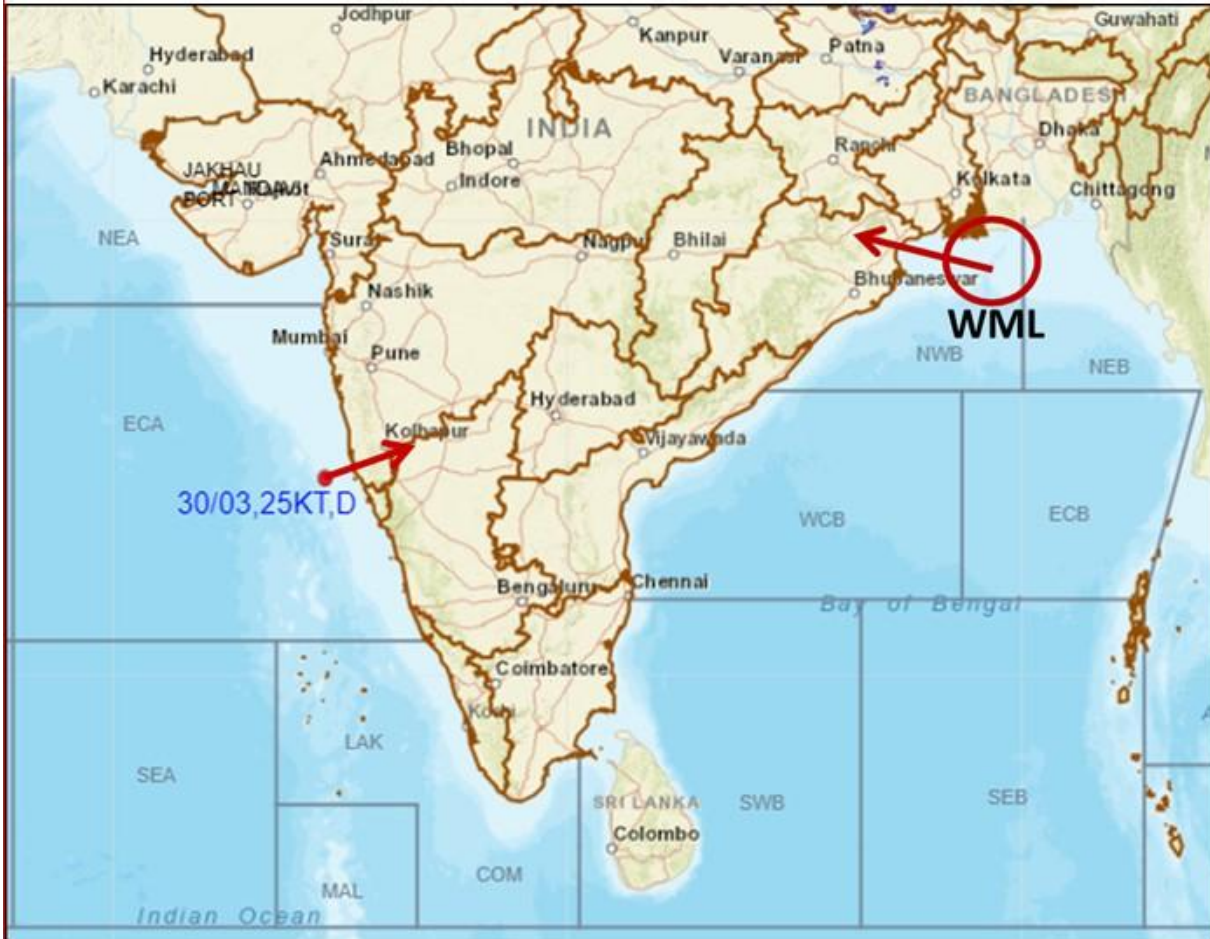 Jodhpur
Kanpur
Guwahati
Hyderabad
Varanasi
Patna
Karachi
BANGLADESH
INDIA
Dhaka
Bhopal
Ranchi
Ahmedabad
JAKHAU
Indore
Kolkata
Chittagong
MANDAVI
PORT
NEA
Surat
Nagpur
Bhilai
Bhubaneswar
Nashik
WML
Mumbai
Pune
NWB
NEB
Hyderabad
ECA
Kolhapur
Vijayawada
30/03,25KT,D
WCB
ECB
Bengaluru
Chennai
Bay of Bengal
Coimbatore
Kochi
LAK
SEA
SRI LANKA
SWB
SEB
Colombo
COM
MAL
Indian Ocean